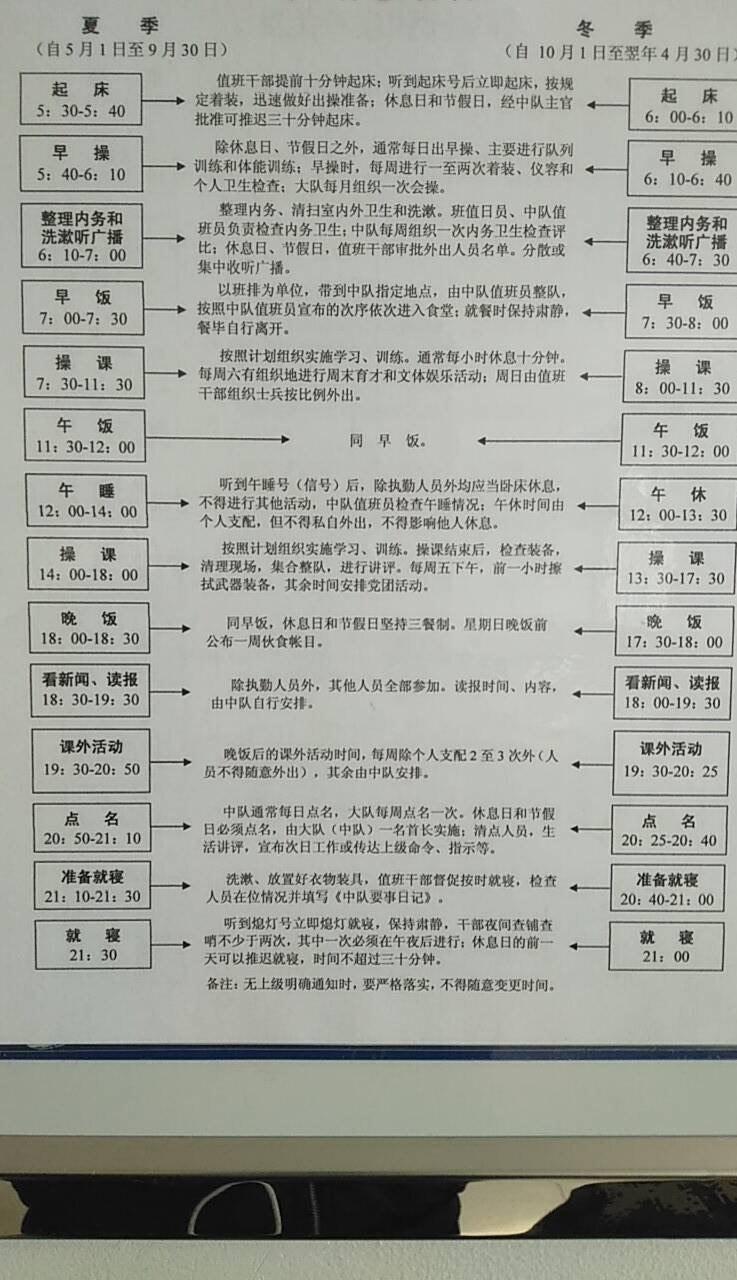 夏 季
(自5月1日至9月30日)
冬 季
(自 10月1日至翌年4月30日)
起 床
5：30-5：40
值班干部提前十分钟起床；听到起床号后立即起床，按规
定着装，迅速做好出操准备；休息日和节假日，经中队主官
批准可推迟三十分钟起床。
起 床
6：00-6：10
早 操
5：40-6：10
除休息日、节假日之外，通常每日出早操、主要进行队列
训练和体能训练；早操时，每周进行一至两次着装、仪容和
个人卫生检查；大队每月组织一次会操。
早 操
6：10-6：40
整理内务和
洗漱听广播
6：10-7：00
整理内务、清扫室内外卫生和洗漱。班值日员、中队值
班员负责检查内务卫生；中队每周组织一次内务卫生检查评
比；休息日、节假日，值班干部审批外出人员名单。分散或
集中收听广播。
整理内务和
洗漱听广播
6：40-7：30
早 饭
7：00-7：30
以班排为单位，带到中队指定地点，由中队值班员整队，
按照中队值班员宣布的次序依次进入食堂；就餐时保持肃静，
餐毕自行离开。
早 饭
7：30-8：00
操 课
7：30-11：30
按照计划组织实施学习、训练。通常每小时休息十分钟。
每周六有组织地进行周末育才和文体娱乐活动；周日由值班
干部组织士兵按比例外出。
操 课
8：00-11：30
午 饭
11：30-12：00
同 早 饭。
午 饭
11：30-12：00
午 睡
12：00-14：00
听到午睡号（信号）后，除执勤人员外均应当卧床休息，
不得进行其他活动，中队值班员检查午睡情况；午休时间由
个人支配，但不得私自外出，不得影响他人休息。
午 休
12：00-13：30
操 课
14：00-18：00
按照计划组织实施学习、训练。操课结束后，检查装备，
清理现场，集合整队，进行讲评。每周五下午，前一小时擦
拭武器装备，其余时间安排党团活动。
操 课
13：30-17：30
晚 饭
18：00-18：30
同早饭，休息日和节假日坚持三餐制。星期日晚饭前
公布一周伙食帐目。
晚 饭
17：30-18：00
看新闻、读报
18：30-19：30
除执勤人员外，其他人员全部参加。读报时间、内容，
由中队自行安排。
看新闻、读报
18：00-19：30
课外活动
19：30-20：50
晚饭后的课外活动时间，每周除个人支配2至3次外（人
员不得随意外出），其余由中队安排。
课外活动
19：30-20：25
点 名
20：50-21：10
中队通常每日点名，大队每周点名一次。休息日和节假
日必须点名，由大队（中队）一名首长实施；清点人员，生
活讲评，宣布次日工作或传达上级命令、指示等。
点 名
20：25-20：40
准备就寝
21：10-21：30
洗漱、放置好衣物装具，值班干部督促按时就寝，检查
人员在位情况并填写《中队要事日记》。
准备就寝
20：40-21：00
就 寝
21：30
听到熄灯号立即熄灯就寝，保持肃静，干部夜间查铺查
哨不少于两次，其中一次必须在午夜后进行；休息日的前一
天可以推迟就寝，时间不超过三十分钟。
就 寝
21：00
备注：无上级明确通知时，要严格落实，不得随意变更时间。